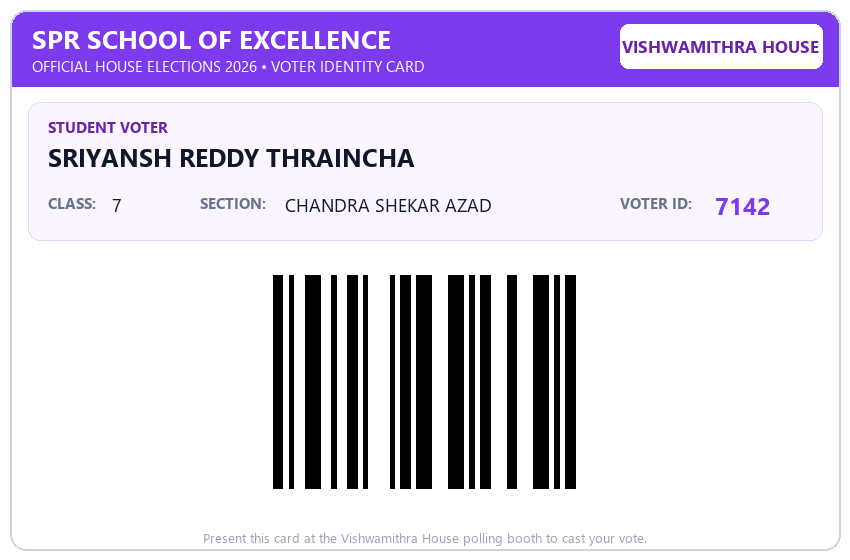 SPR SCHOOL OF EXCELLENCE
OFFICIAL HOUSE ELECTIONS 2026 • VOTER IDENTITY CARD
VISHWAMITHRA HOUSE
STUDENT VOTER
SRIYANSH REDDY THRAINCHA
CLASS: 7 SECTION: CHANDRA SHEKAR AZAD VOTER ID: 7142
Present this card at the Vishwamithra House polling booth to cast your vote.